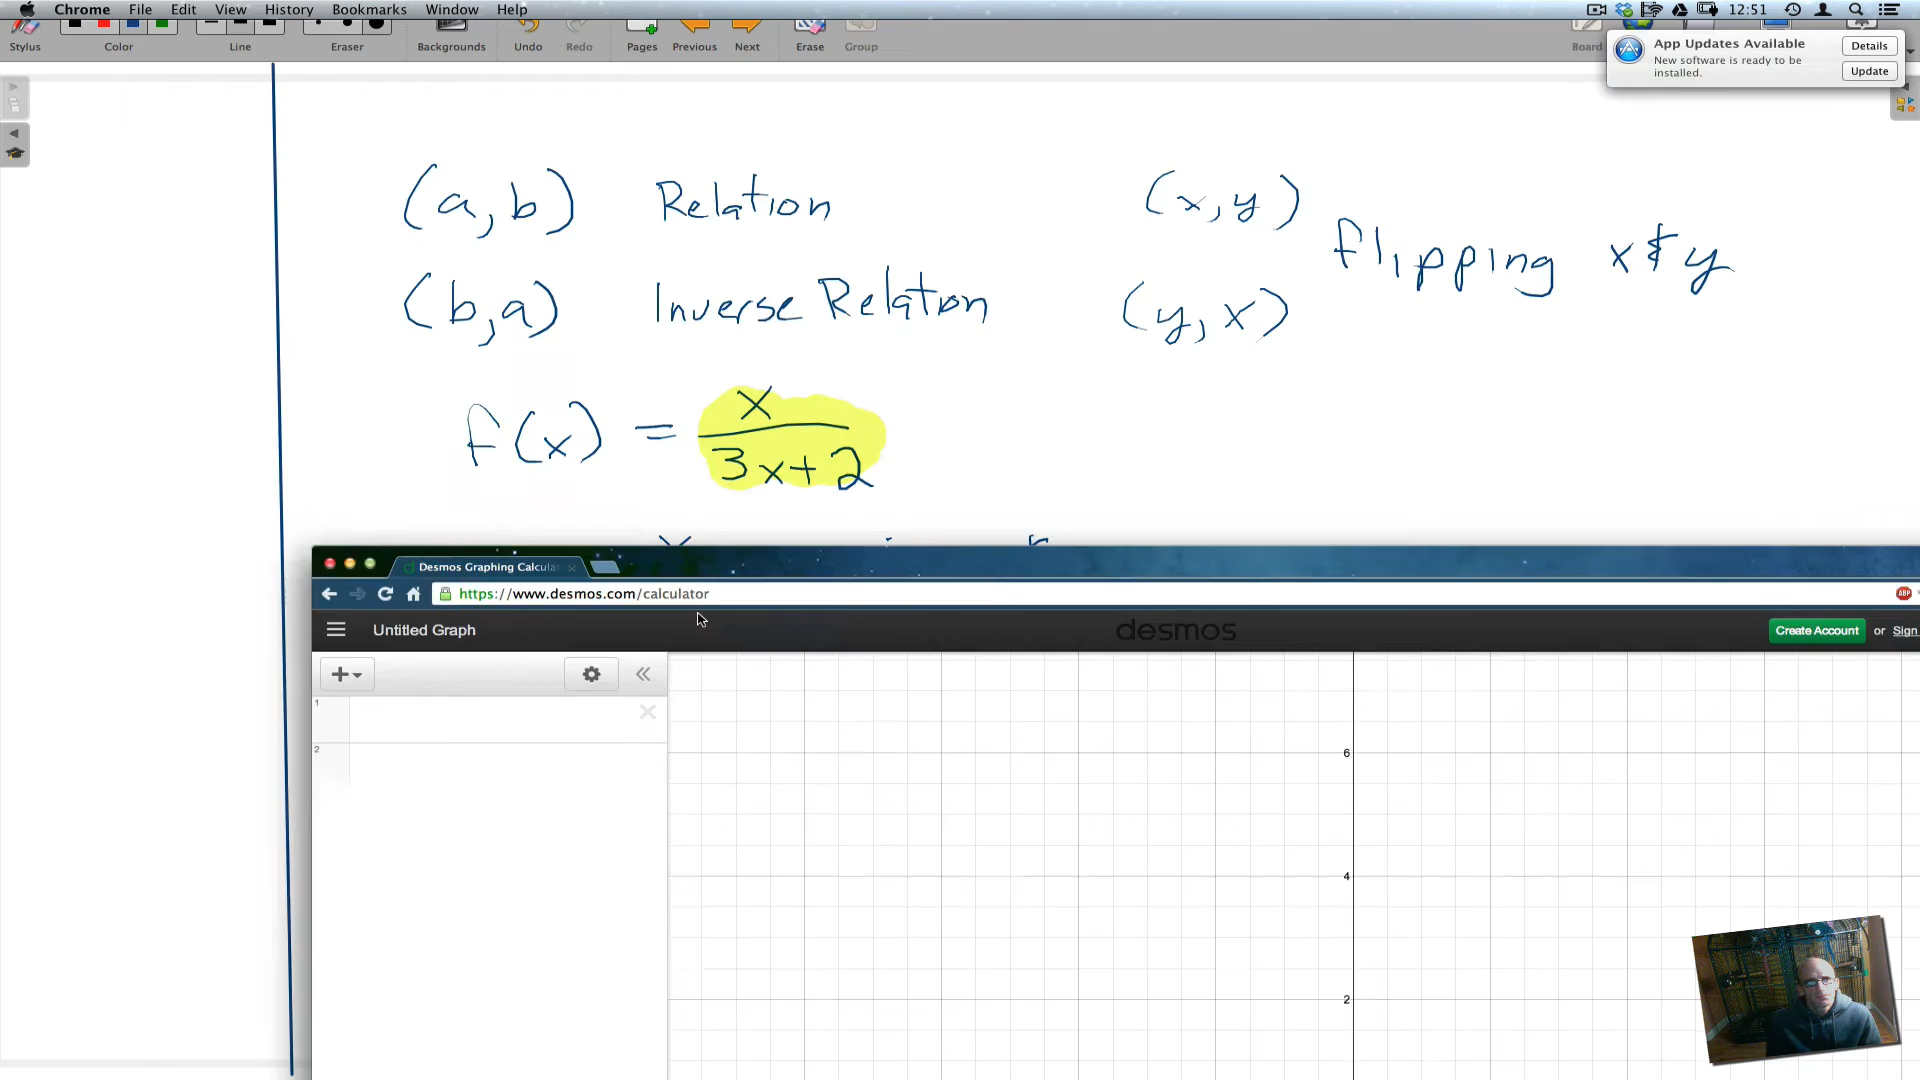 Chrome File Edit View History Bookmarks Window Help 12:51
Stylus Color Line Eraser Backgrounds Undo Redo Pages Previous Next Erase Group Board
App Updates Available
New software is ready to be
installed.
Details
Update
(a,b) Relation (x,y)
flipping x & y
(b,a) Inverse Relation (y,x)
f(x) = x
3x+2
Desmos Graphing Calcula
https://www.desmos.com/calculator
ABP
Untitled Graph desmos Create Account or Sign
1
2
6
4
2